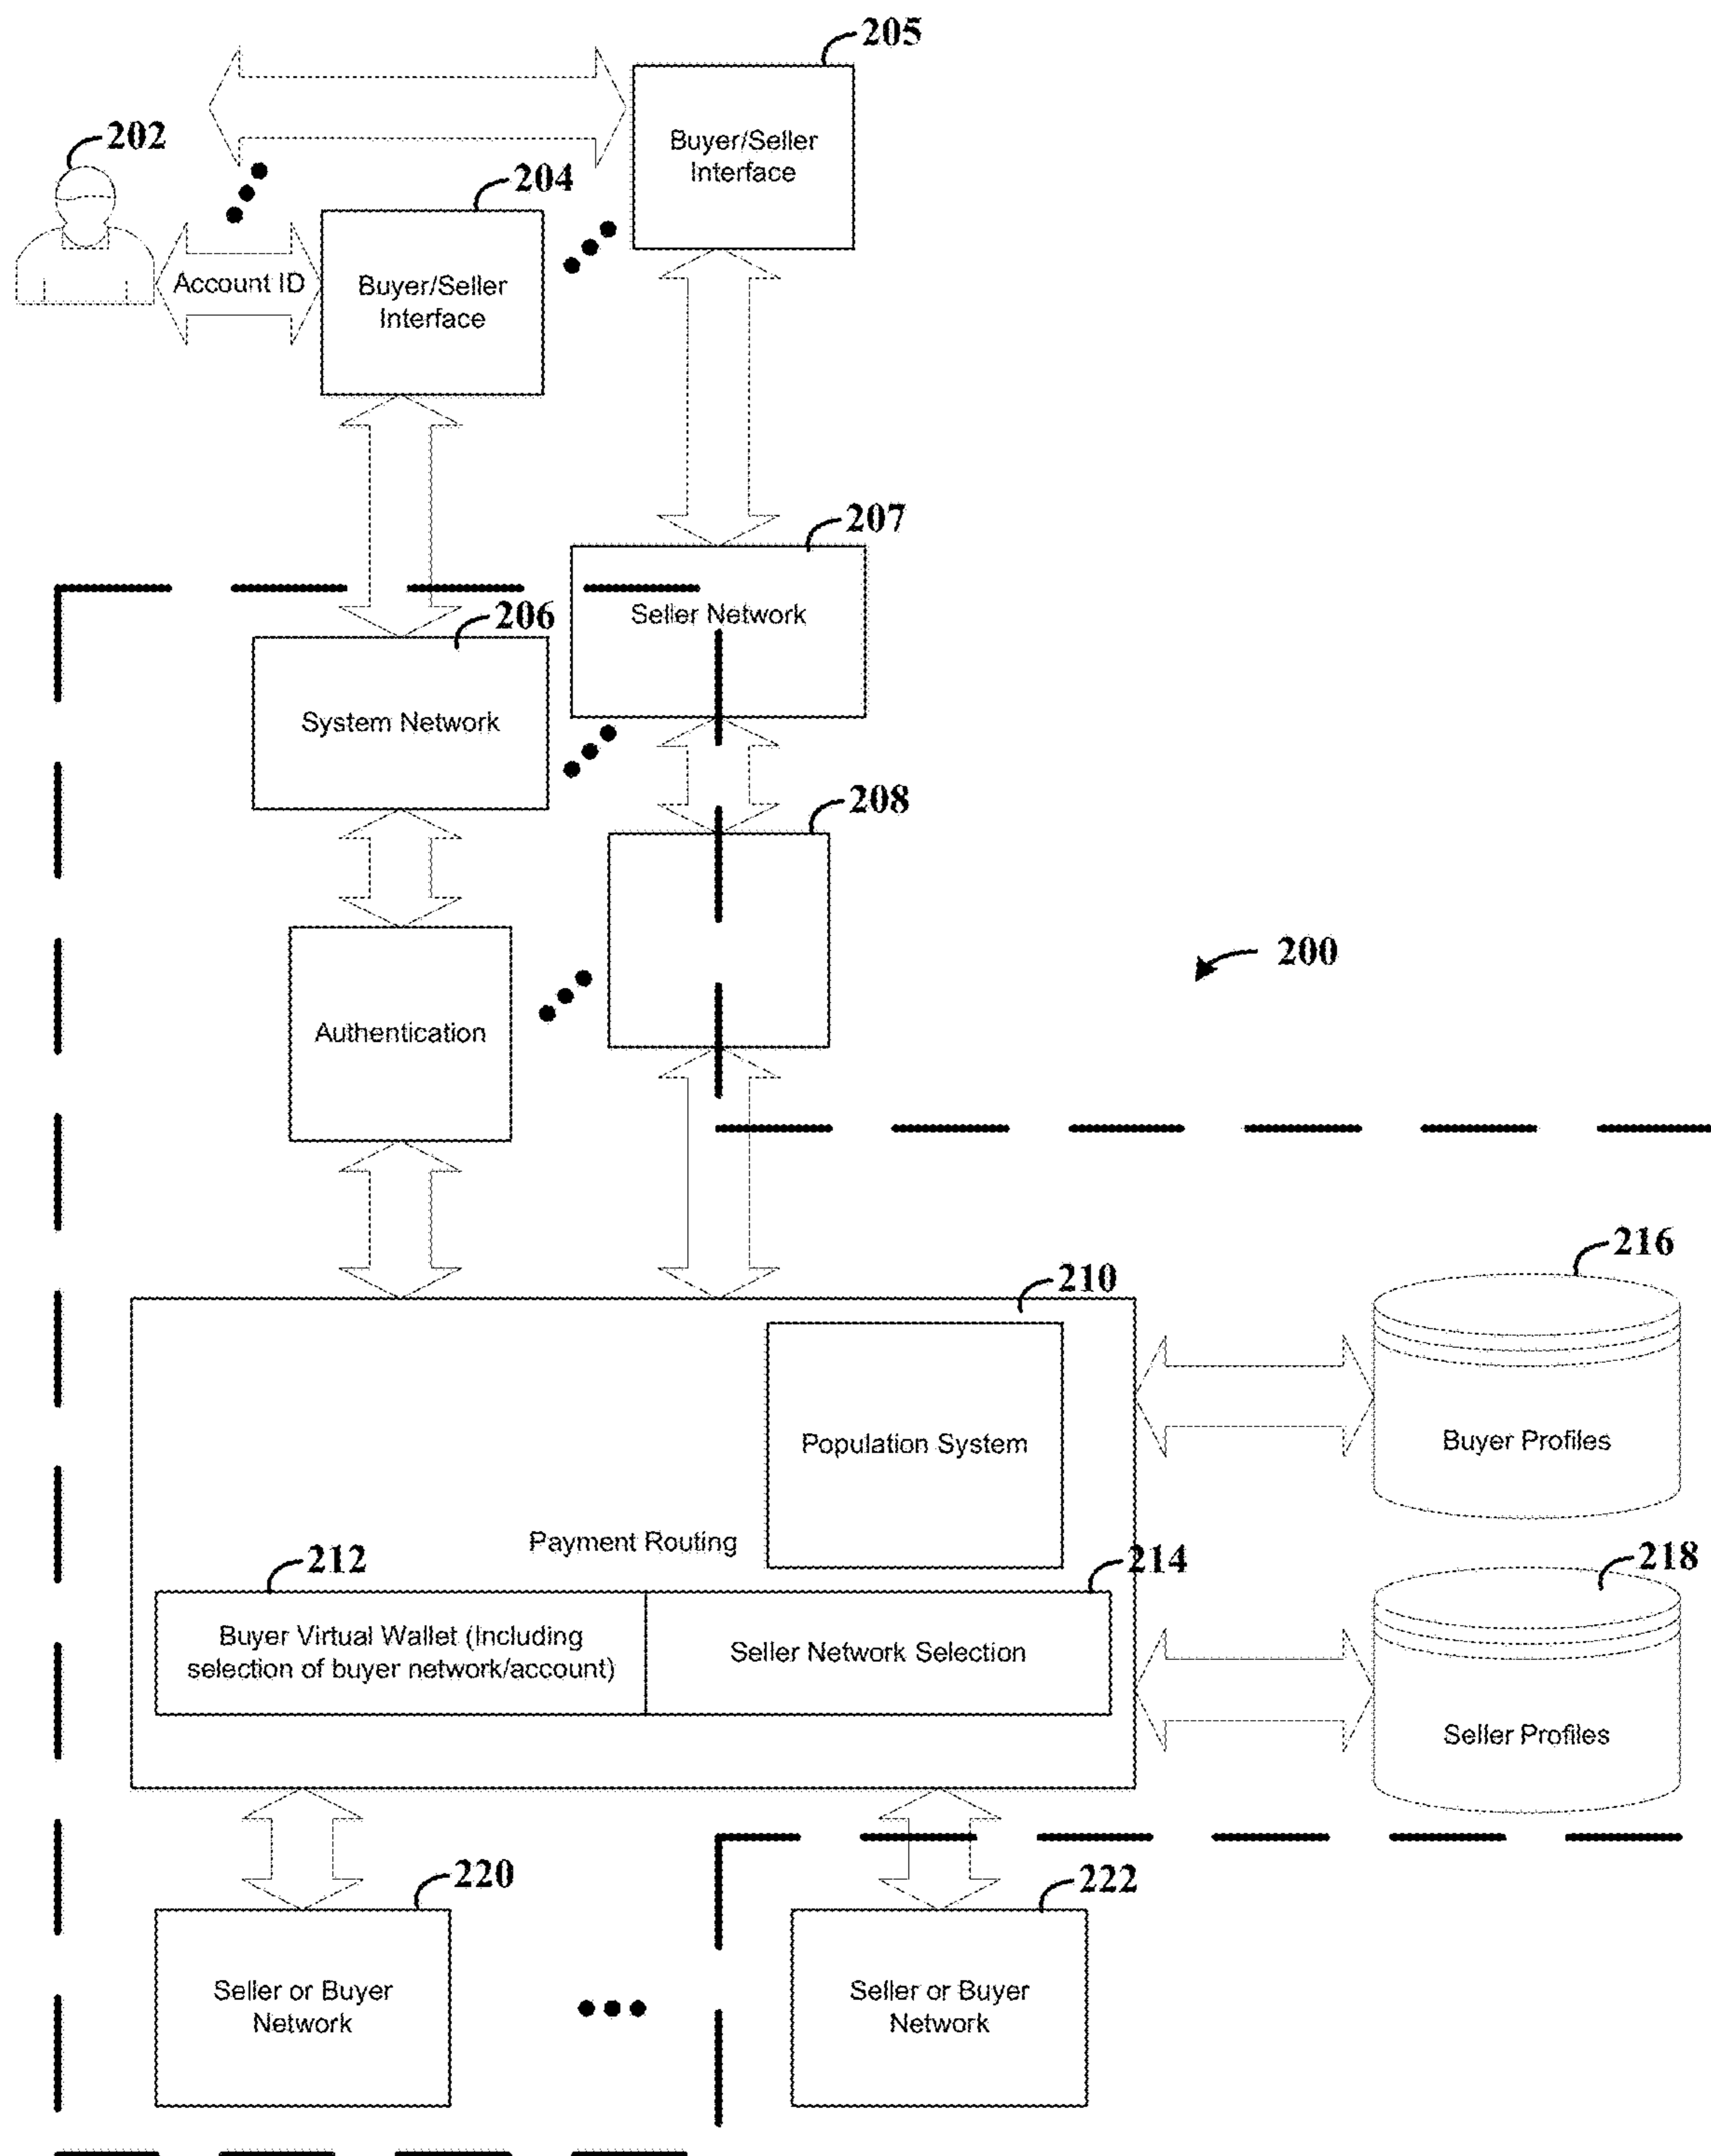 205
Buyer/Seller
Interface
202
204
Account ID
Buyer/Seller
Interface
207
Seller Network
206
System Network
208
200
Authentication
216
210
Population System
Buyer Profiles
Payment Routing
212
214
218
Buyer Virtual Wallet (Including
selection of buyer network/account)
Seller Network Selection
Seller Profiles
220
222
Seller or Buyer
Network
Seller or Buyer
Network